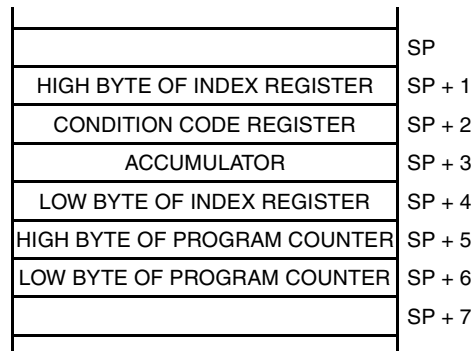 SP
HIGH BYTE OF INDEX REGISTER SP + 1
CONDITION CODE REGISTER SP + 2
ACCUMULATOR SP + 3
LOW BYTE OF INDEX REGISTER SP + 4
HIGH BYTE OF PROGRAM COUNTER SP + 5
LOW BYTE OF PROGRAM COUNTER SP + 6
SP + 7